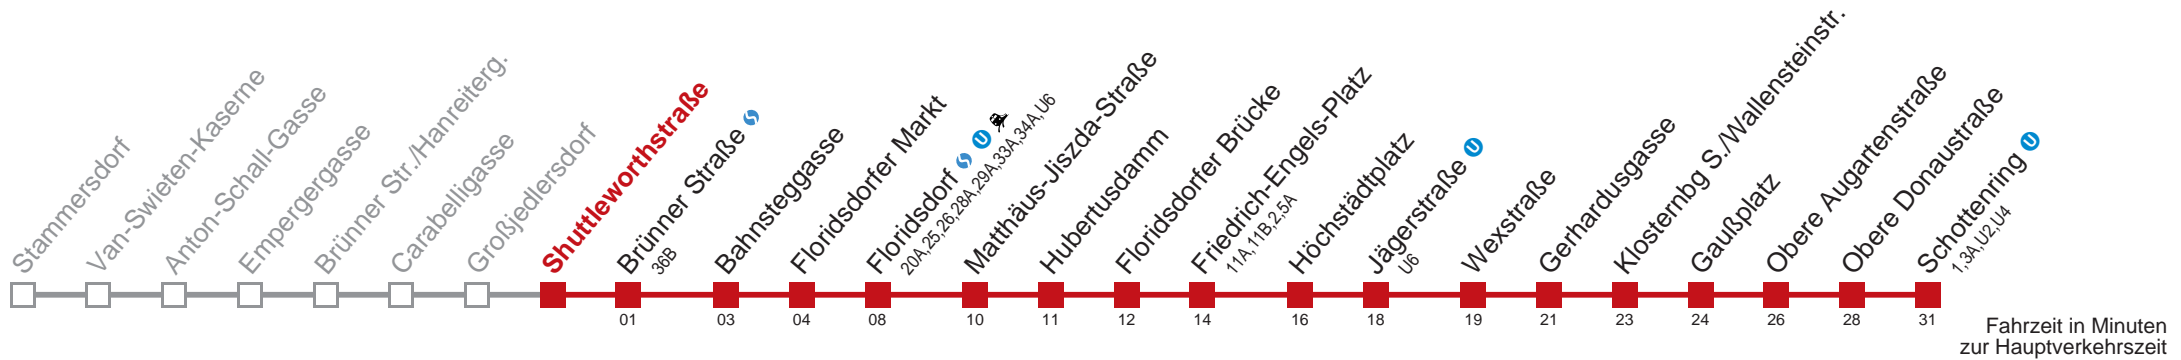 Stammersdorf
Van-Swieten-Kaserne
Anton-Schall-Gasse
Empergergasse
Brünner Str./Hanreiterg.
Carabelligasse
Großjedlersdorf
Shuttleworthstraße
Brünner Straße
36B
Bahnsteggasse
Floridsdorfer Markt
Floridsdorf U
20A,25,26,28A,29A,33A,34A,U6
Matthäus-Jiszda-Straße
Hubertusdamm
Floridsdorfer Brücke
Friedrich-Engels-Platz
11A,11B,2,5A
Höchstädtplatz
Jägerstraße U
U6
Wexstraße
Gerhardusgasse
Klosternbg S./Wallensteinstr.
Gaußplatz
Obere Augartenstraße
Obere Donaustraße
Schottenring U
1,3A,U2,U4
01 03 04 08 10 11 12 14 16 18 19 21 23 24 26 28 31
Fahrzeit in Minuten
zur Hauptverkehrszeit